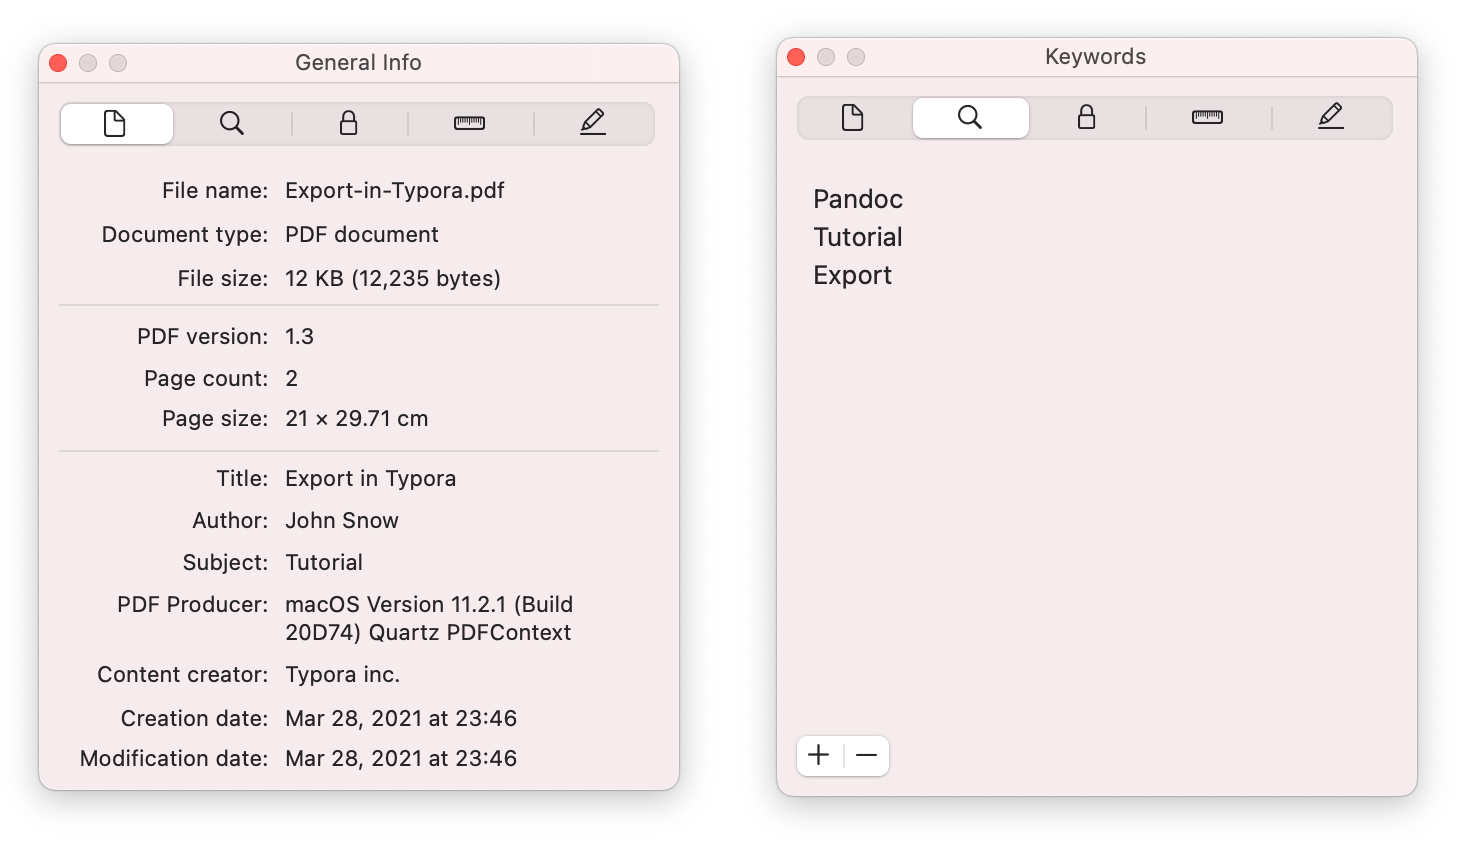 General Info
File name: Export-in-Typora.pdf
Document type: PDF document
File size: 12 KB (12,235 bytes)
PDF version: 1.3
Page count: 2
Page size: 21 × 29.71 cm
Title: Export in Typora
Author: John Snow
Subject: Tutorial
PDF Producer: macOS Version 11.2.1 (Build
20D74) Quartz PDFContext
Content creator: Typora inc.
Creation date: Mar 28, 2021 at 23:46
Modification date: Mar 28, 2021 at 23:46
Keywords
Pandoc
Tutorial
Export